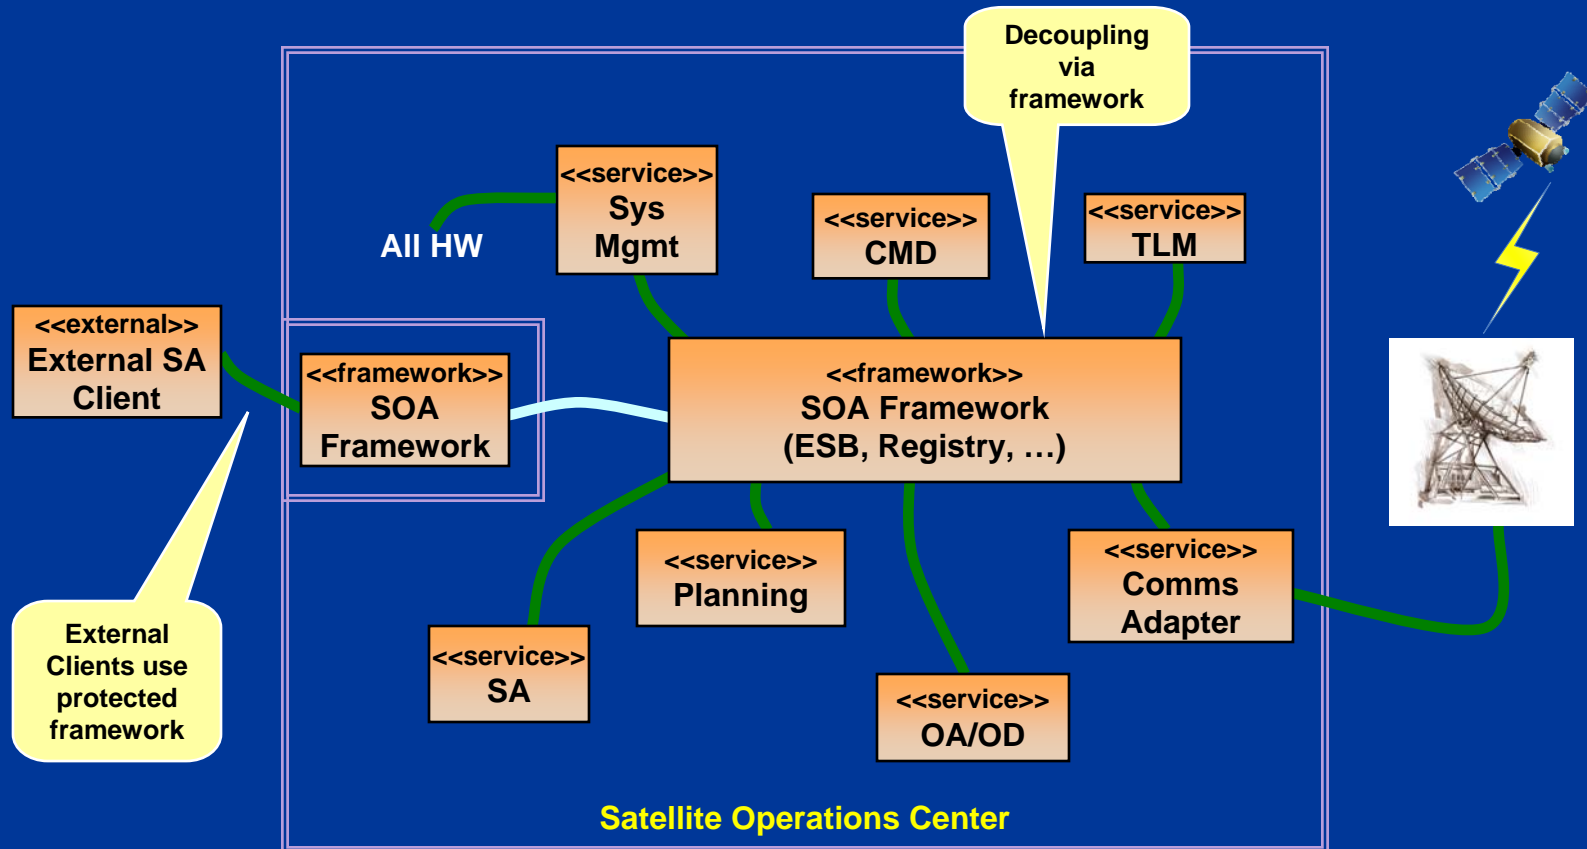 Decoupling
via
framework
<<service>>
Sys
Mgmt
All HW
<<service>>
CMD
<<service>>
TLM
<<external>>
External SA
Client
<<framework>>
SOA
Framework
<<framework>>
SOA Framework
(ESB, Registry, …)
<<service>>
Planning
<<service>>
Comms
Adapter
External
Clients use
protected
framework
<<service>>
SA
<<service>>
OA/OD
Satellite Operations Center